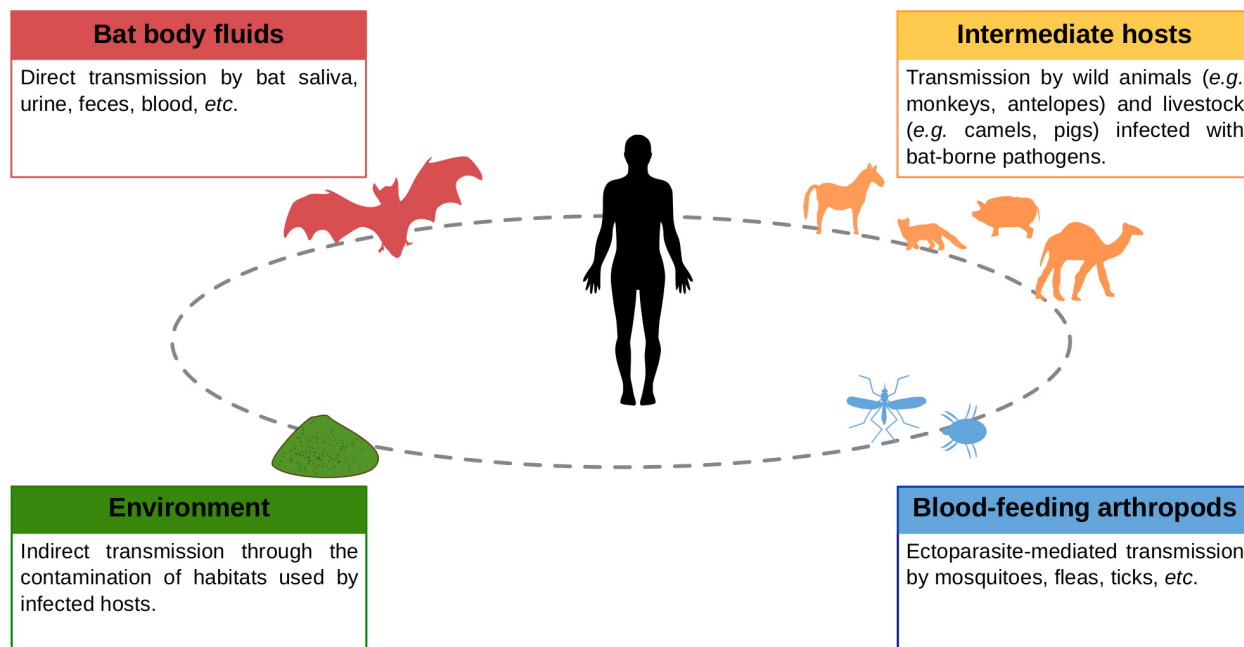 Bat body fluids
Direct transmission by bat saliva,
urine, feces, blood, etc.
Intermediate hosts
Transmission by wild animals (e.g.
monkeys, antelopes) and livestock
(e.g. camels, pigs) infected with
bat-borne pathogens.
Environment
Indirect transmission through the
contamination of habitats used by
infected hosts.
Blood-feeding arthropods
Ectoparasite-mediated transmission
by mosquitoes, fleas, ticks, etc.